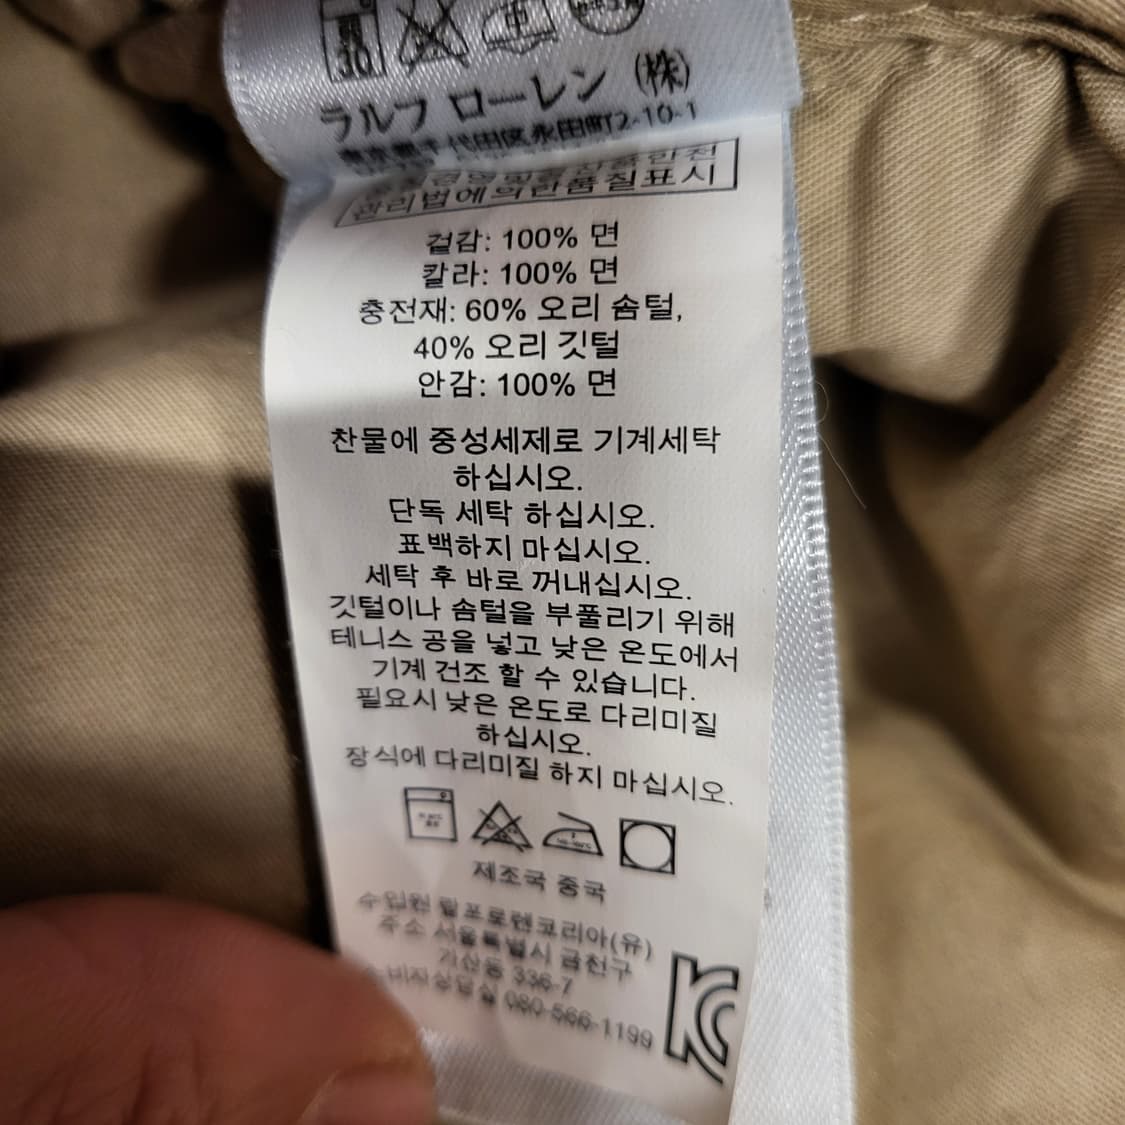 30
ラルフ ローレン (株)
東京都千代田区永田町2-10-1
관리법에의한품질표시
겉감: 100% 면
칼라: 100% 면
충전재: 60% 오리 솜털,
40% 오리 깃털
안감: 100% 면
찬물에 중성세제로 기계세탁
하십시오.
단독 세탁 하십시오.
표백하지 마십시오.
세탁 후 바로 꺼내십시오.
깃털이나 솜털을 부풀리기 위해
테니스 공을 넣고 낮은 온도에서
기계 건조 할 수 있습니다.
필요시 낮은 온도로 다리미질
하십시오.
장식에 다리미질 하지 마십시오.
제조국 중국
수입원 랄프로렌코리아(유)
주소 서울특별시 금천구
가산동 336-7
소비자상담실 080-566-1199